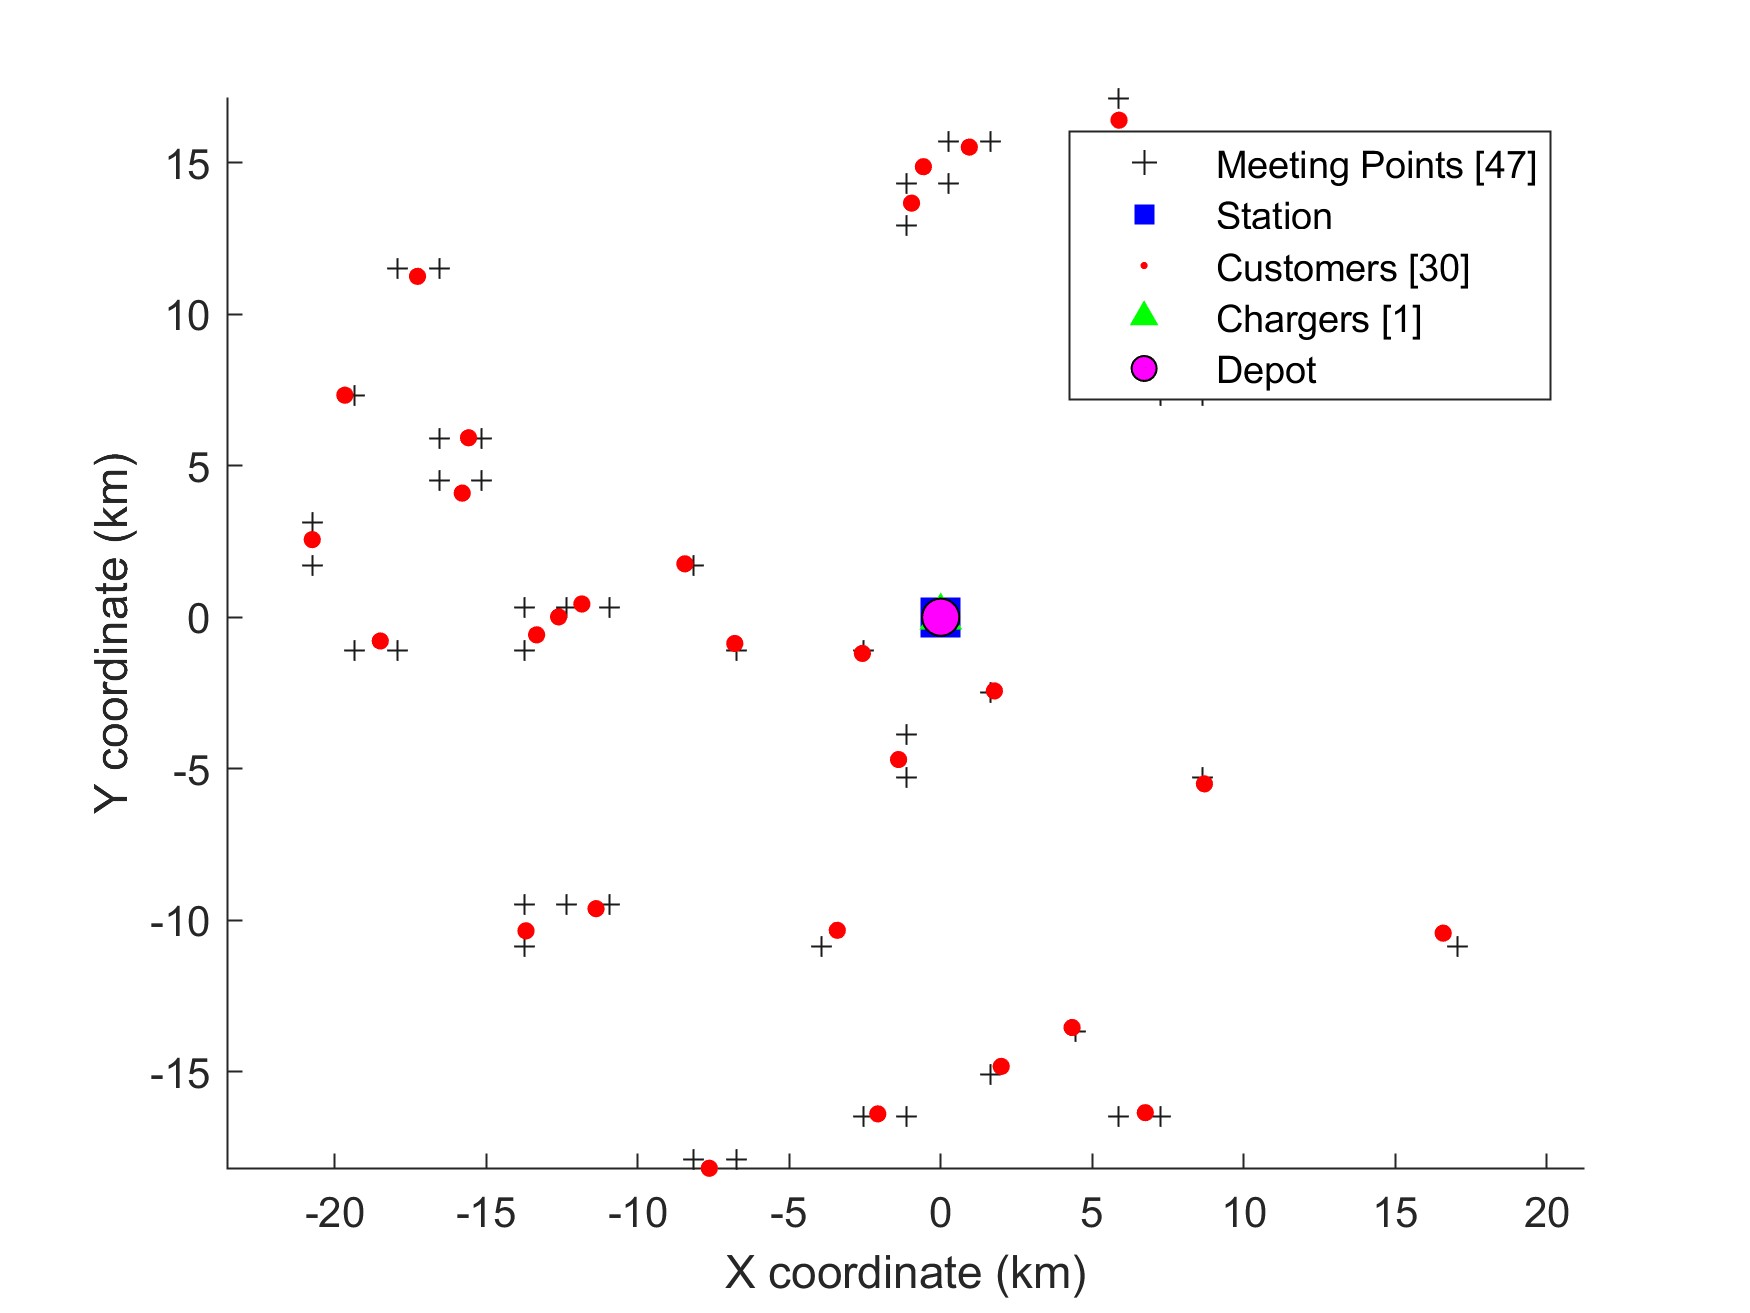 15
10
5
0
-5
-10
-15
Y coordinate (km)
Meeting Points [47]
Station
Customers [30]
Chargers [1]
Depot
-20 -15 -10 -5 0 5 10 15 20
X coordinate (km)